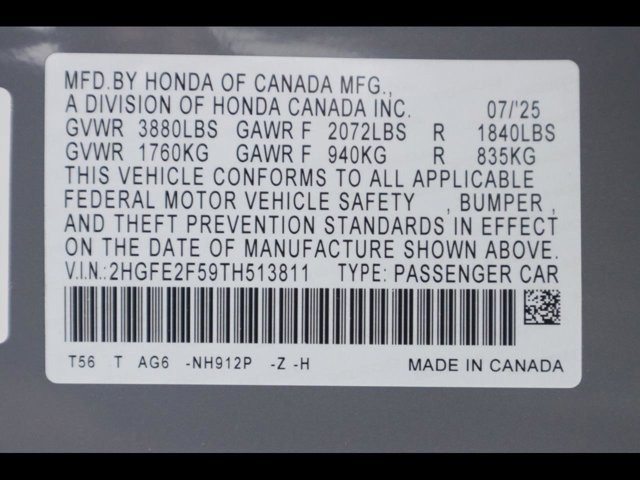 MFD.BY HONDA OF CANADA MFG.,
A DIVISION OF HONDA CANADA INC. 07/'25
GVWR 3880LBS GAWR F 2072LBS R 1840LBS
GVWR 1760KG GAWR F 940KG R 835KG
THIS VEHICLE CONFORMS TO ALL APPLICABLE
FEDERAL MOTOR VEHICLE SAFETY , BUMPER ,
AND THEFT PREVENTION STANDARDS IN EFFECT
ON THE DATE OF MANUFACTURE SHOWN ABOVE.
V.I.N.:2HGFE2F59TH513811 TYPE: PASSENGER CAR
T56 T AG6 -NH912P -Z -H MADE IN CANADA